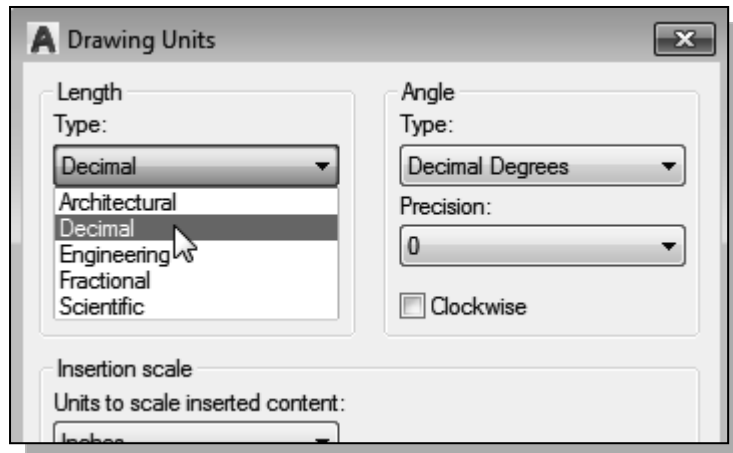 Drawing Units
Length
Type:
Decimal
Architectural
Decimal
Engineering
Fractional
Scientific
Angle
Type:
Decimal Degrees
Precision:
0
Clockwise
Insertion scale
Units to scale inserted content:
Inches